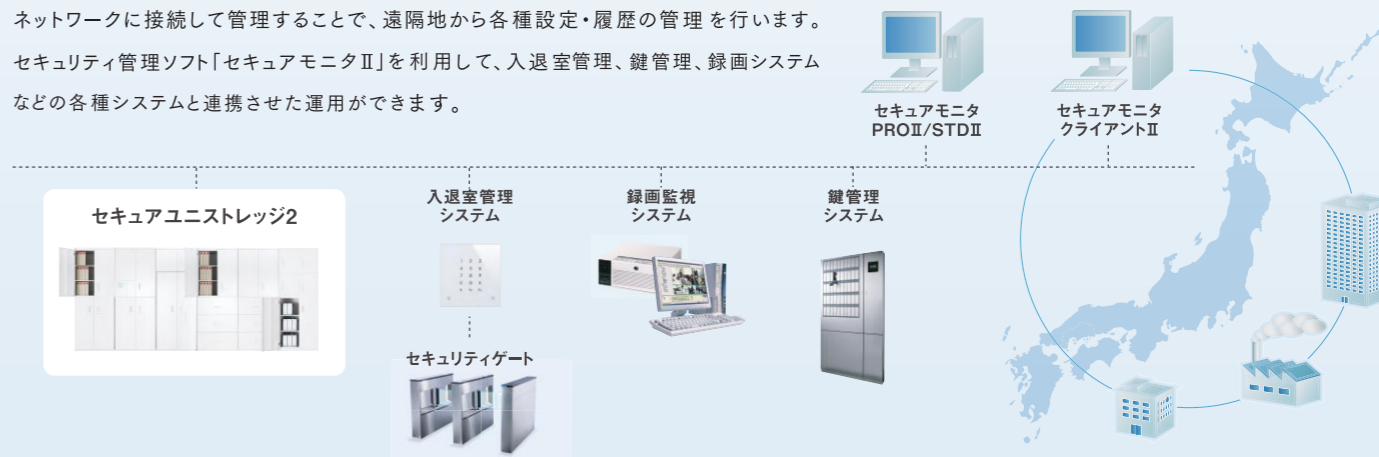 ネットワークに接続して管理することで、遠隔地から各種設定・履歴の管理を行います。
セキュリティ管理ソフト「セキュアモニタⅡ」を利用して、入退室管理、鍵管理、録画システム
などの各種システムと連携させた運用ができます。
セキュアモニタ
PROⅡ/STDⅡ
セキュアモニタ
クライアントⅡ
セキュアユニストレッジ2
入退室管理
システム
録画監視
システム
鍵管理
システム
セキュリティゲート